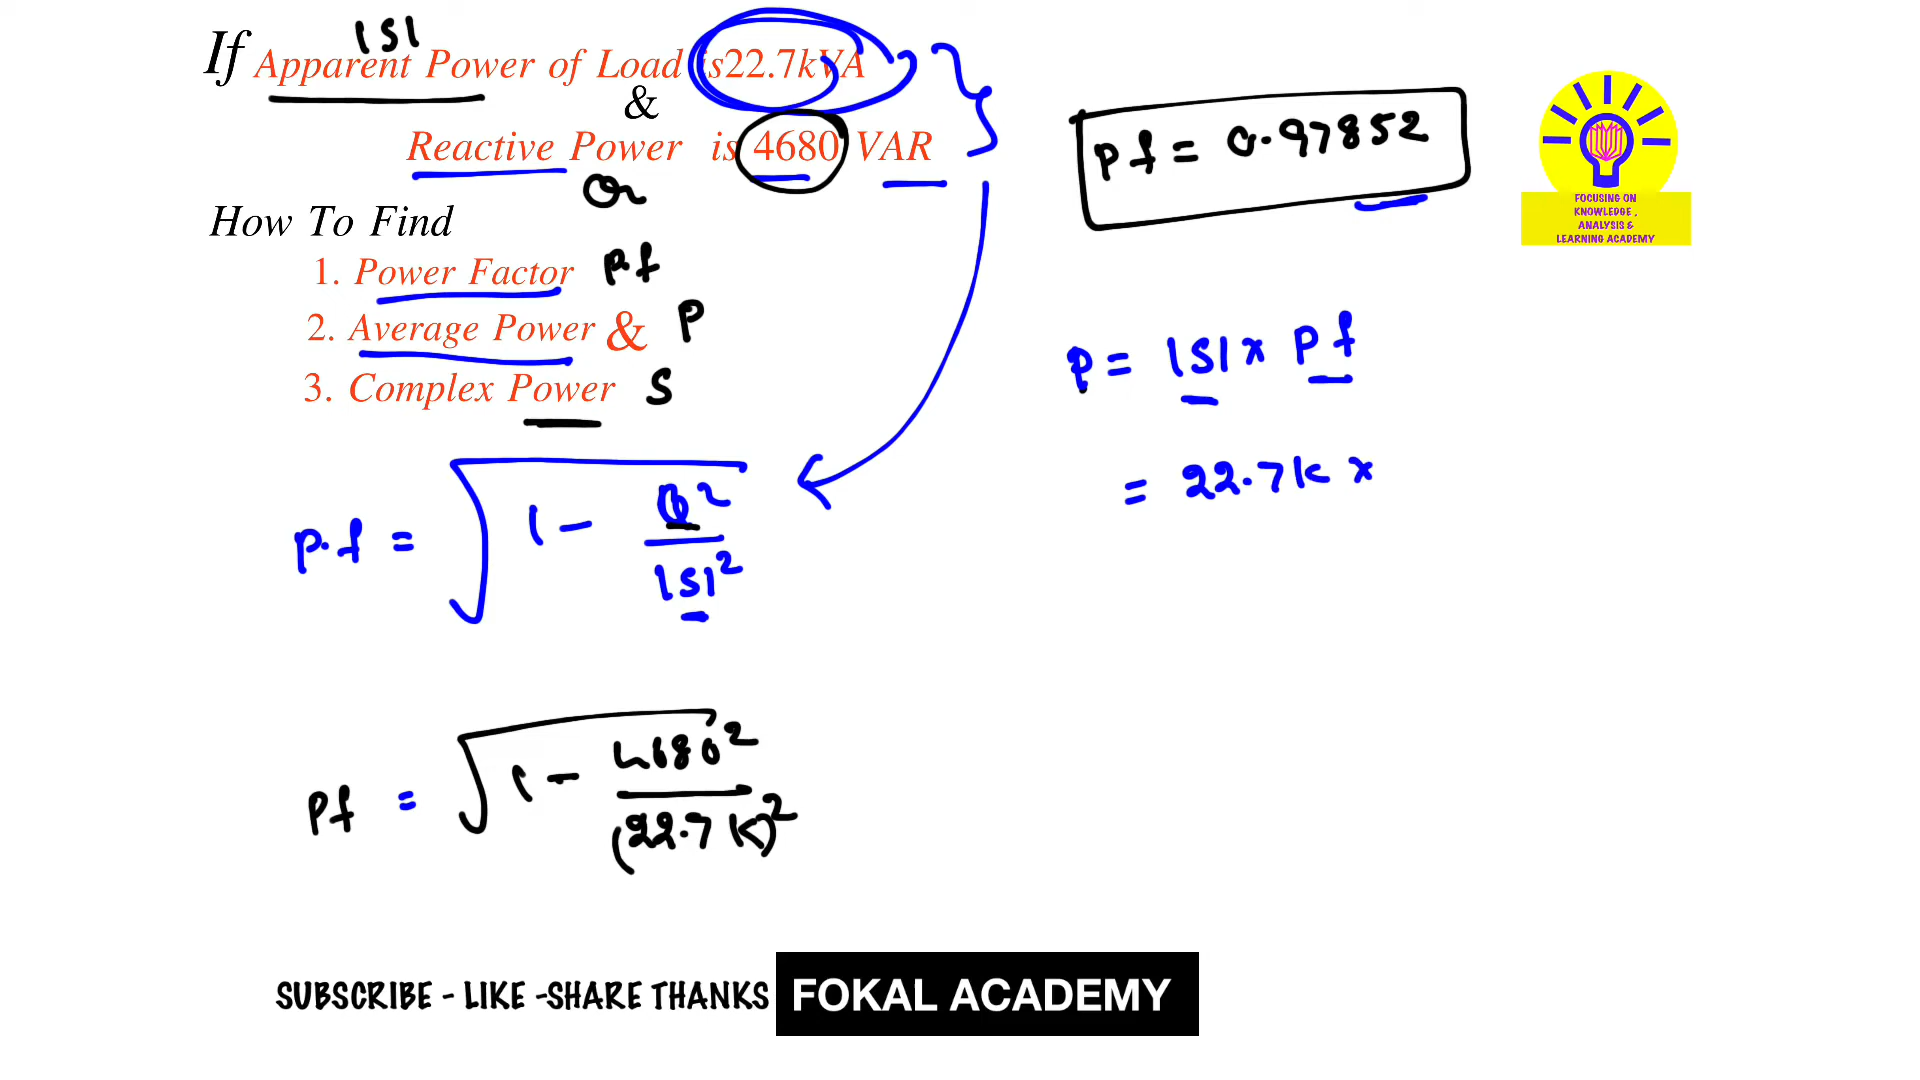 |S|
If Apparent Power of Load is 22.7kVA
&
Reactive Power is 4680 VAR
Or
How To Find
1. Power Factor p.f
2. Average Power & P
3. Complex Power S
p.f = √1 - Q²/|S|²
Pf = √1 - 4680²/(22.7k)²
Pf = 0.97852
P = |S| x Pf
= 22.7k x
FOCUSING ON
KNOWLEDGE ,
ANALYSIS &
LEARNING ACADEMY
SUBSCRIBE - LIKE -SHARE THANKS FOKAL ACADEMY